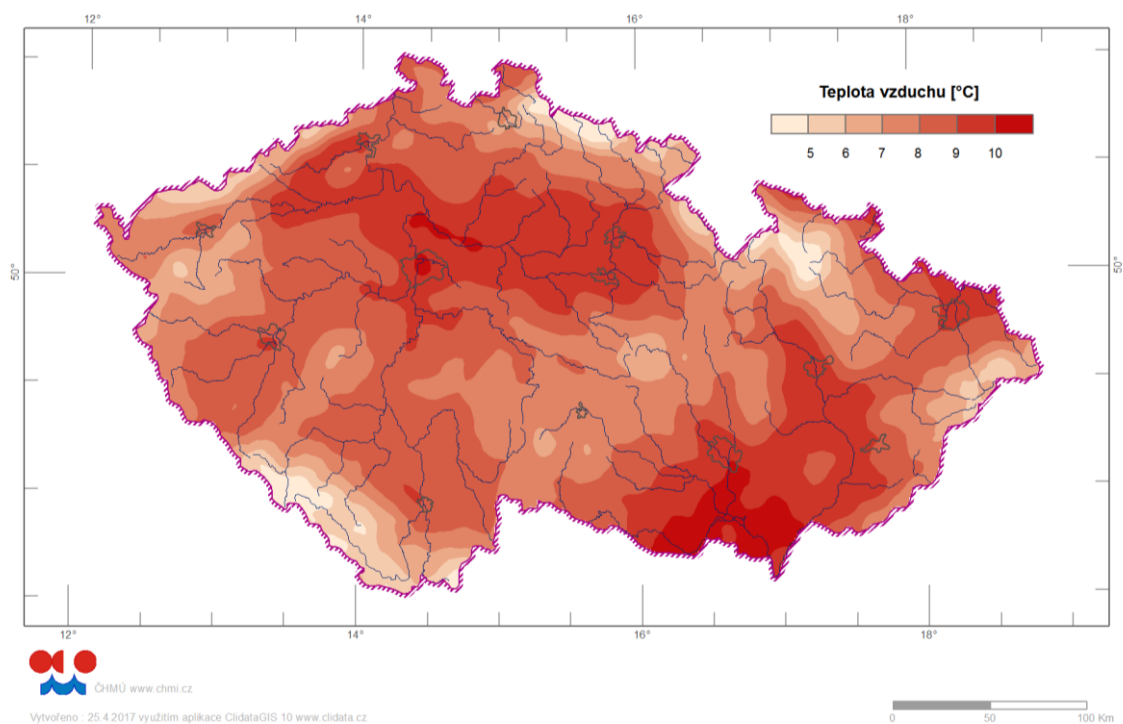 12° 14° 16° 18°
Teplota vzduchu [°C]
5 6 7 8 9 10
50° 50°
12° 14° 16° 18°
ČHMÚ www.chmi.cz
Vytvořeno : 25.4.2017 využitím aplikace ClidataGIS 10 www.clidata.cz
0 50 100 Km